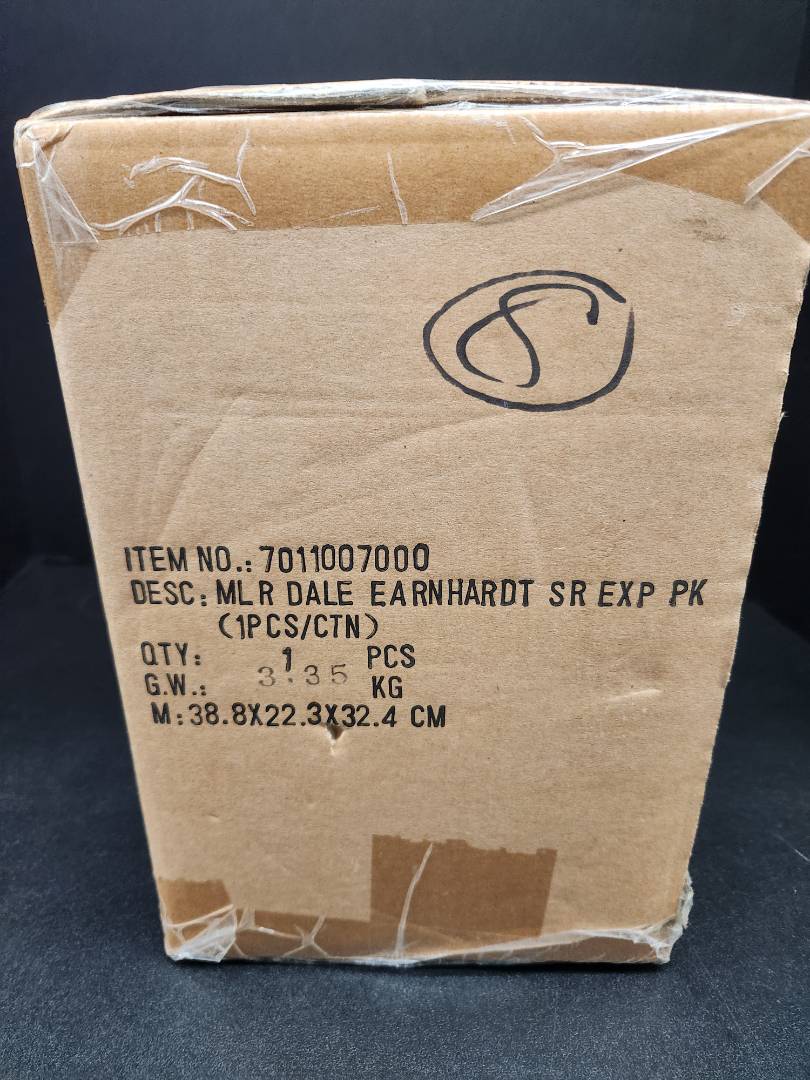 8
ITEM NO.: 7011007000
DESC: MLR DALE EARNHARDT SR EXP PK
(1PCS/CTN)
QTY: 1 PCS
G.W.: 3.35 KG
M: 38.8X22.3X32.4 CM